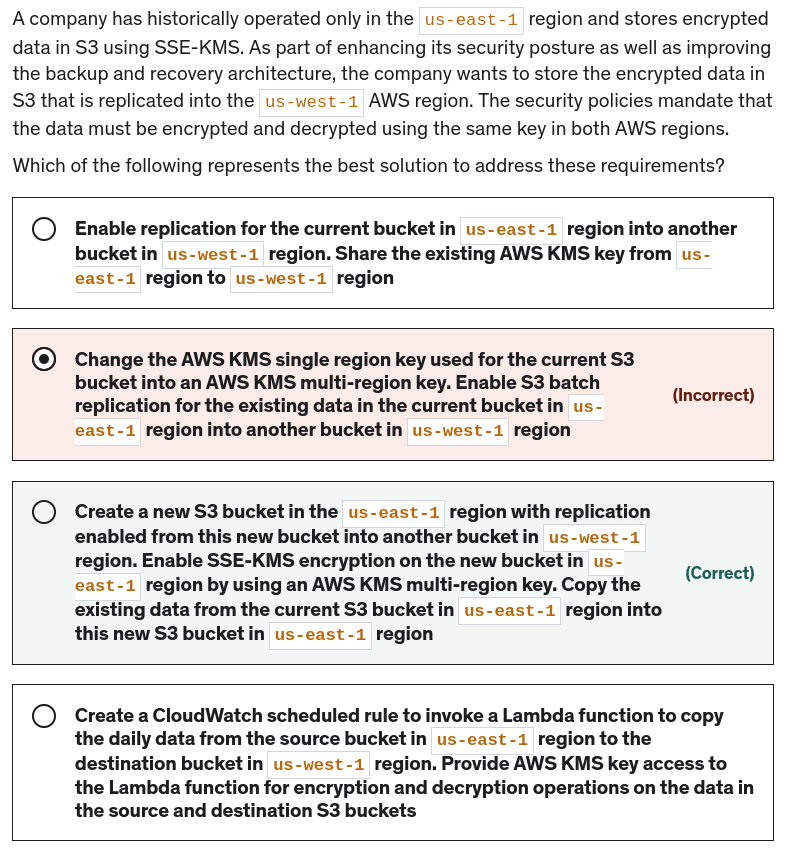 A company has historically operated only in the us-east-1 region and stores encrypted
data in S3 using SSE-KMS. As part of enhancing its security posture as well as improving
the backup and recovery architecture, the company wants to store the encrypted data in
S3 that is replicated into the us-west-1 AWS region. The security policies mandate that
the data must be encrypted and decrypted using the same key in both AWS regions.
Which of the following represents the best solution to address these requirements?
Enable replication for the current bucket in us-east-1 region into another
bucket in us-west-1 region. Share the existing AWS KMS key from us-
east-1 region to us-west-1 region
Change the AWS KMS single region key used for the current S3
bucket into an AWS KMS multi-region key. Enable S3 batch
replication for the existing data in the current bucket in us-
east-1 region into another bucket in us-west-1 region
(Incorrect)
Create a new S3 bucket in the us-east-1 region with replication
enabled from this new bucket into another bucket in us-west-1
region. Enable SSE-KMS encryption on the new bucket in us-
east-1 region by using an AWS KMS multi-region key. Copy the
existing data from the current S3 bucket in us-east-1 region into
this new S3 bucket in us-east-1 region
(Correct)
Create a CloudWatch scheduled rule to invoke a Lambda function to copy
the daily data from the source bucket in us-east-1 region to the
destination bucket in us-west-1 region. Provide AWS KMS key access to
the Lambda function for encryption and decryption operations on the data in
the source and destination S3 buckets